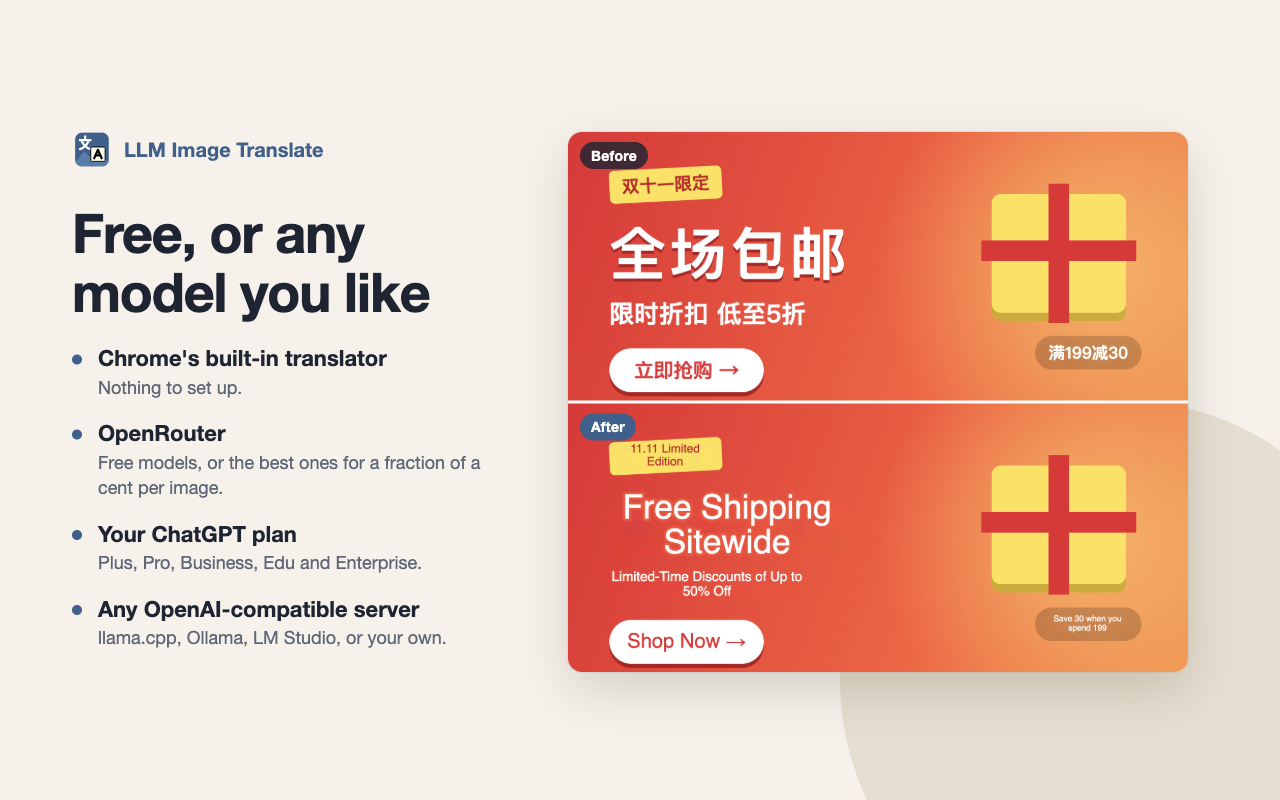 LLM Image Translate
Free, or any
model you like
Chrome's built-in translator
Nothing to set up.
OpenRouter
Free models, or the best ones for a fraction of a
cent per image.
Your ChatGPT plan
Plus, Pro, Business, Edu and Enterprise.
Any OpenAI-compatible server
llama.cpp, Ollama, LM Studio, or your own.
Before
双十一限定
全场包邮
限时折扣 低至5折
立即抢购 →
满199减30
After
11.11 Limited
Edition
Free Shipping
Sitewide
Limited-Time Discounts of Up to
50% Off
Shop Now →
Save 30 when you
spend 199